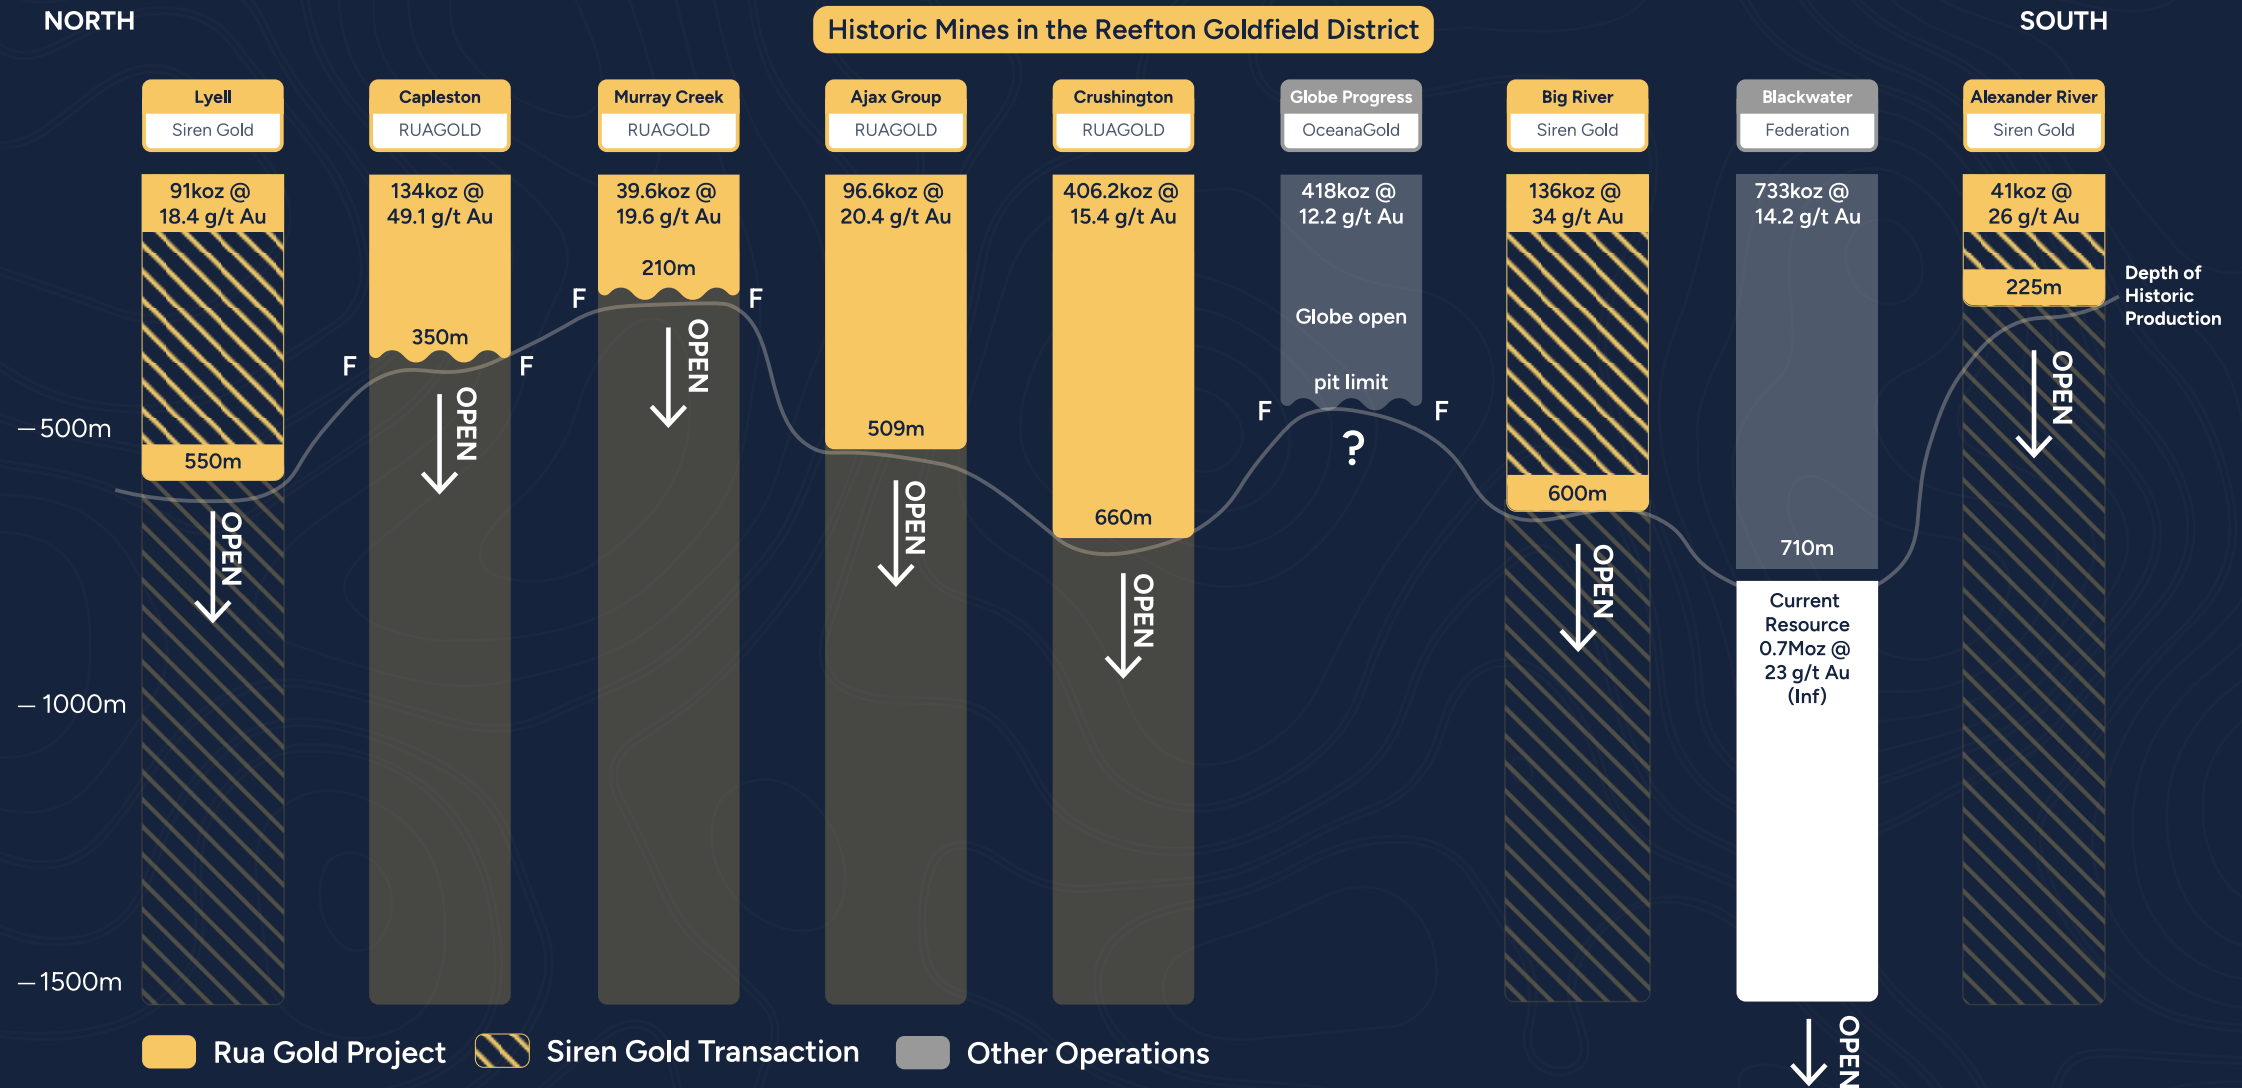 NORTH
Historic Mines in the Reefton Goldfield District
SOUTH
Lyell
Siren Gold
Capleston
RUAGOLD
Murray Creek
RUAGOLD
Ajax Group
RUAGOLD
Crushington
RUAGOLD
Globe Progress
OceanaGold
Big River
Siren Gold
Blackwater
Federation
Alexander River
Siren Gold
91koz @
18.4 g/t Au
550m
OPEN
134koz @
49.1 g/t Au
350m
F
F
OPEN
39.6koz @
19.6 g/t Au
210m
F
F
OPEN
96.6koz @
20.4 g/t Au
509m
OPEN
406.2koz @
15.4 g/t Au
660m
OPEN
418koz @
12.2 g/t Au
Globe open
pit limit
F
F
?
136koz @
34 g/t Au
600m
OPEN
733koz @
14.2 g/t Au
710m
Current
Resource
0.7Moz @
23 g/t Au
(Inf)
OPEN
41koz @
26 g/t Au
225m
OPEN
Depth of
Historic
Production
— 500m
— 1000m
— 1500m
Rua Gold Project
Siren Gold Transaction
Other Operations